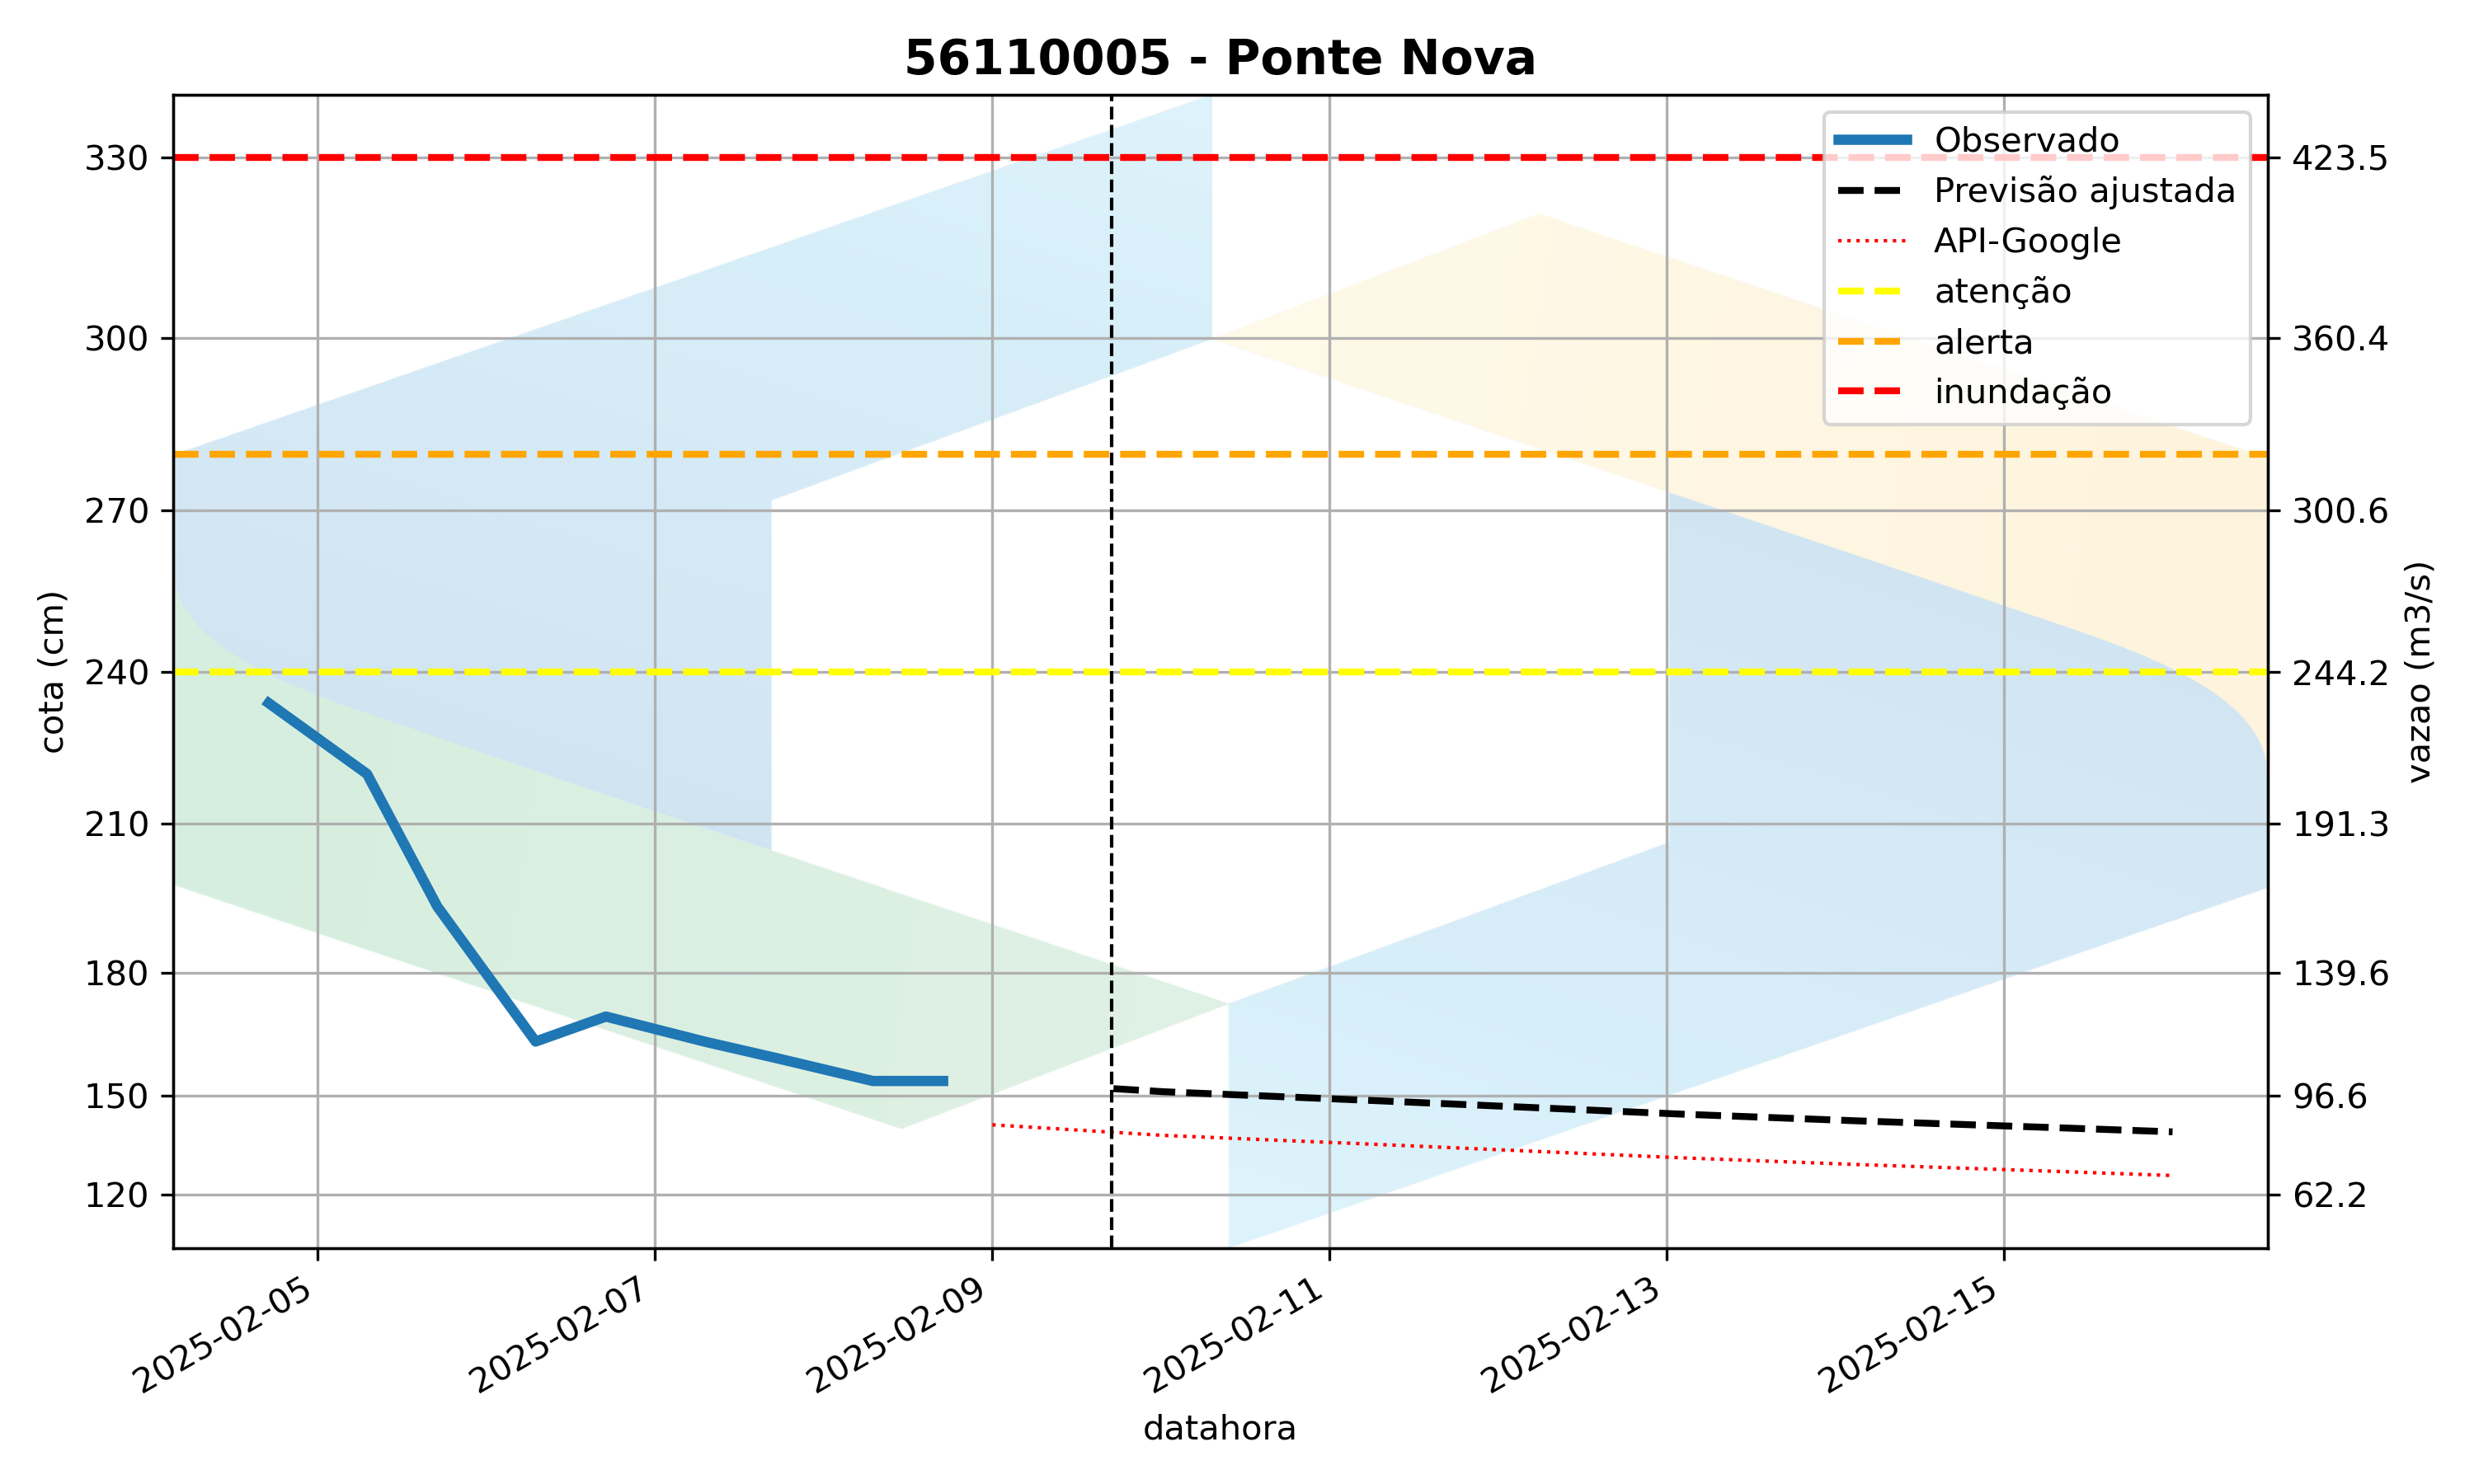 56110005 - Ponte Nova
Observado
Previsão ajustada
API-Google
atenção
alerta
inundação
330
300
270
240
210
180
150
120
cota (cm)
423.5
360.4
300.6
244.2
191.3
139.6
96.6
62.2
vazao (m3/s)
2025-02-05
2025-02-07
2025-02-09
2025-02-11
2025-02-13
2025-02-15
datahora